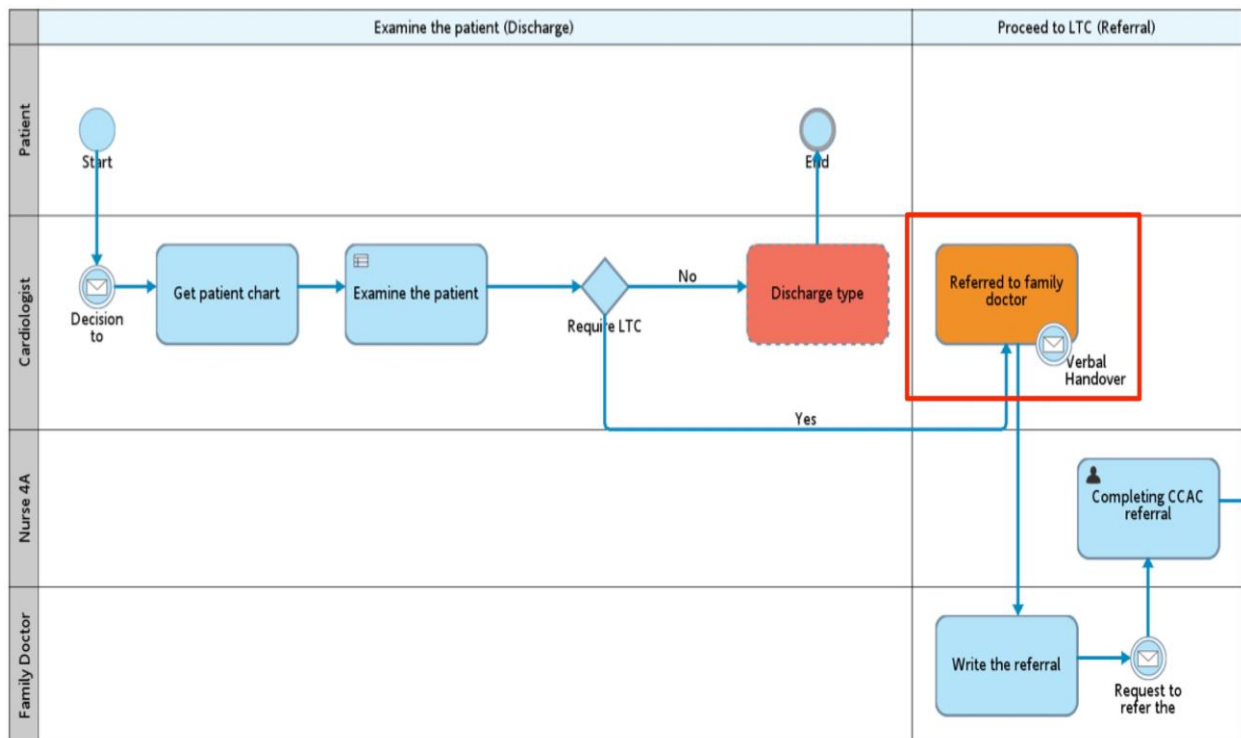 Examine the patient (Discharge)
Proceed to LTC (Referral)
Patient
Start
End
Cardiologist
Decision
to
Get patient chart
Examine the patient
Require LTC
No
Discharge type
Referred to family
doctor
Verbal
Handover
Yes
Nurse 4A
Completing CCAC
referral
Family Doctor
Write the referral
Request to
refer the